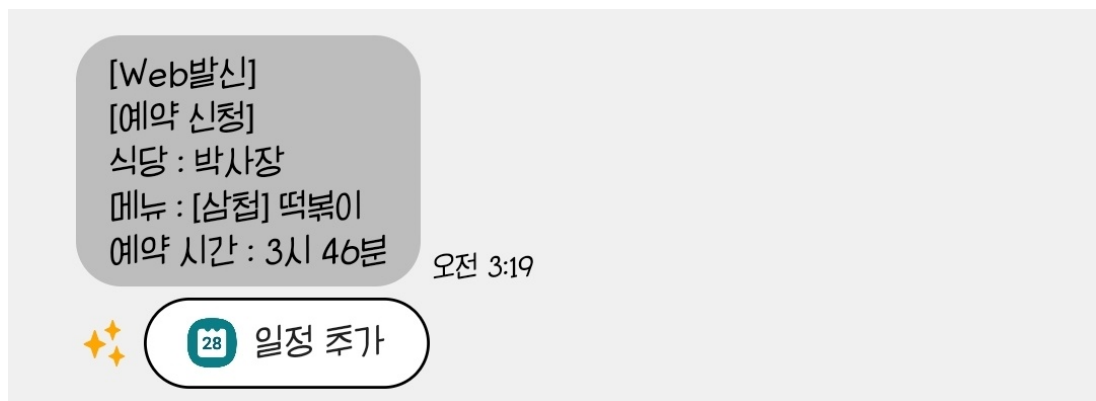 [Web발신]
[예약 신청]
식당 : 박사장
메뉴 : [삼첩] 떡볶이
예약 시간 : 3시 46분
오전 3:19
28 일정 추가